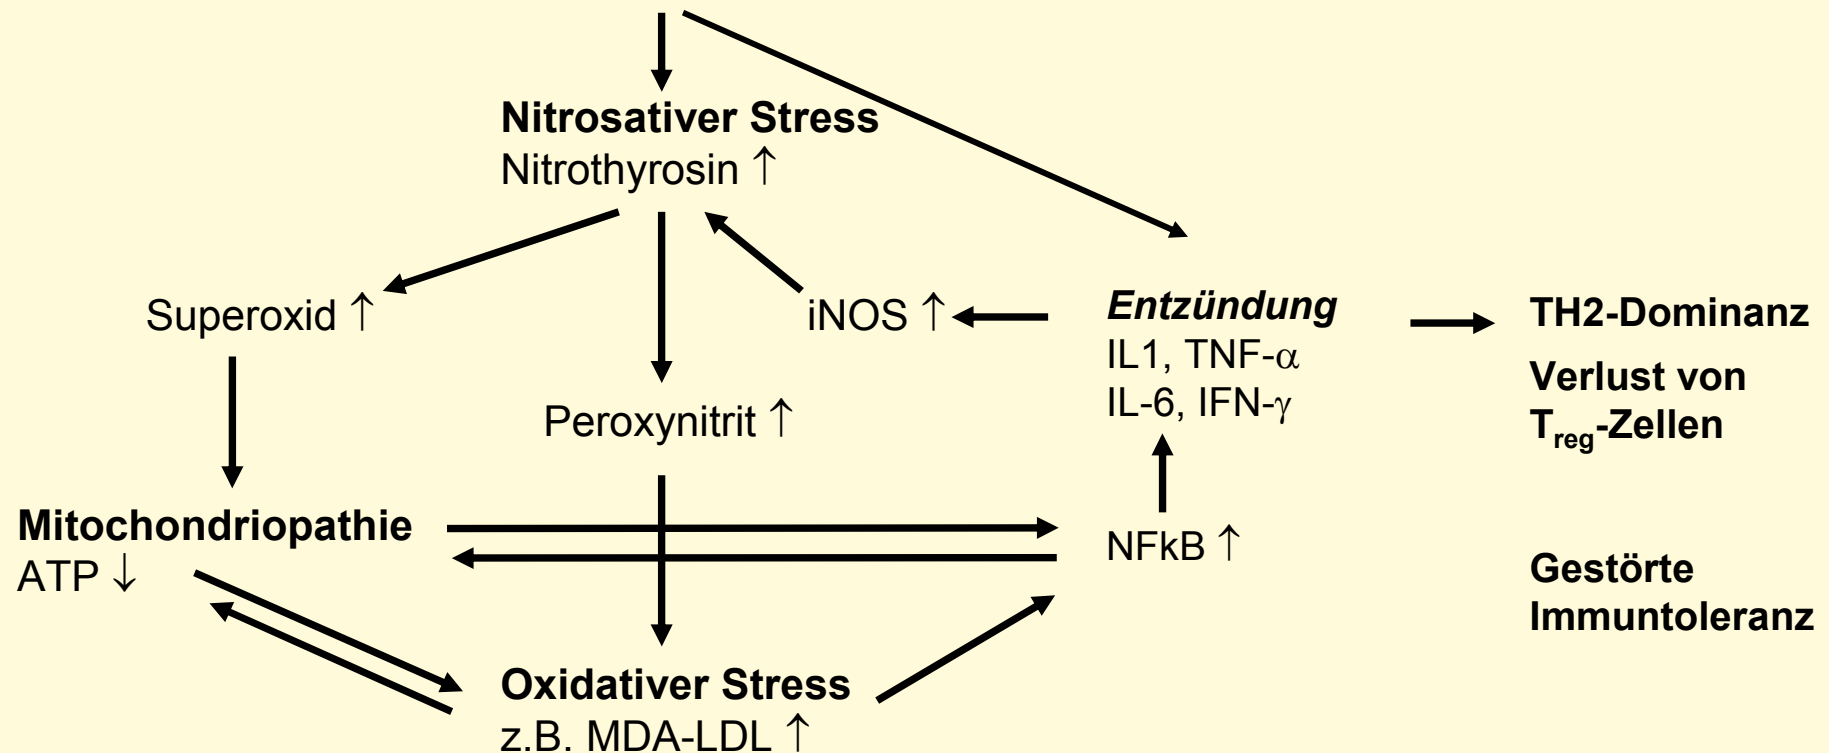 Nitrosativer Stress
Nitrothyrosin ↑
Superoxid ↑
iNOS ↑
Entzündung
IL1, TNF-α
IL-6, IFN-γ
TH2-Dominanz
Verlust von
Treg-Zellen
Peroxynitrit ↑
Mitochondriopathie
ATP ↓
NFkB ↑
Gestörte
Immuntoleranz
Oxidativer Stress
z.B. MDA-LDL ↑